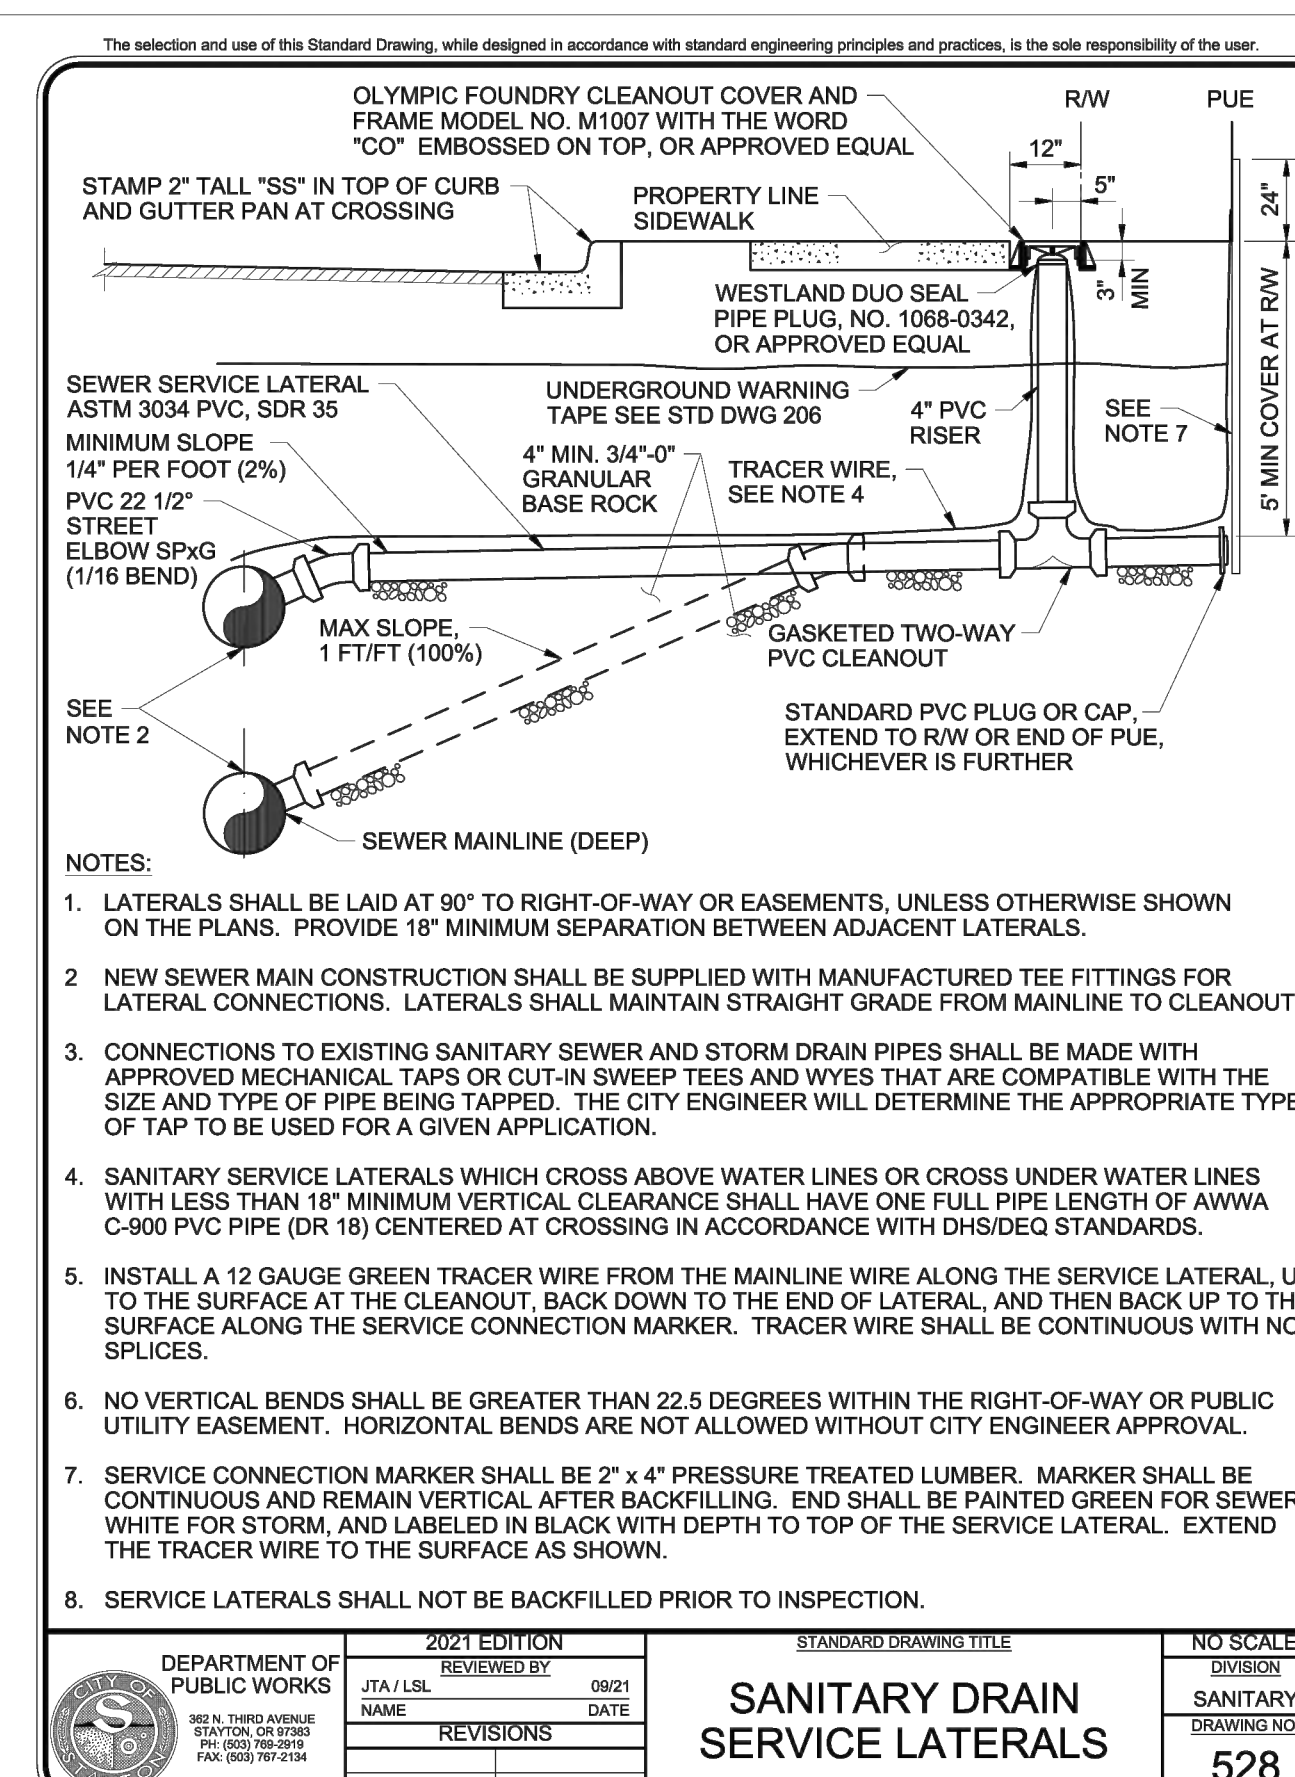 The selection and use of this Standard Drawing, while designed in accordance with standard engineering principles and practices, is the sole responsibility of the user.
OLYMPIC FOUNDRY CLEANOUT COVER AND
FRAME MODEL NO. M1007 WITH THE WORD
"CO" EMBOSSED ON TOP, OR APPROVED EQUAL
R/W
PUE
12"
5"
24"
STAMP 2" TALL "SS" IN TOP OF CURB
AND GUTTER PAN AT CROSSING
PROPERTY LINE
SIDEWALK
3"
MIN
WESTLAND DUO SEAL
PIPE PLUG, NO. 1068-0342,
OR APPROVED EQUAL
5' MIN COVER AT R/W
SEWER SERVICE LATERAL
ASTM 3034 PVC, SDR 35
UNDERGROUND WARNING
TAPE SEE STD DWG 206
4" PVC
RISER
SEE
NOTE 7
MINIMUM SLOPE
1/4" PER FOOT (2%)
4" MIN. 3/4"-0"
GRANULAR
BASE ROCK
TRACER WIRE,
SEE NOTE 4
PVC 22 1/2°
STREET
ELBOW SPxG
(1/16 BEND)
MAX SLOPE,
1 FT/FT (100%)
GASKETED TWO-WAY
PVC CLEANOUT
SEE
NOTE 2
STANDARD PVC PLUG OR CAP,
EXTEND TO R/W OR END OF PUE,
WHICHEVER IS FURTHER
SEWER MAINLINE (DEEP)
NOTES:
1. LATERALS SHALL BE LAID AT 90° TO RIGHT-OF-WAY OR EASEMENTS, UNLESS OTHERWISE SHOWN
ON THE PLANS. PROVIDE 18" MINIMUM SEPARATION BETWEEN ADJACENT LATERALS.
2 NEW SEWER MAIN CONSTRUCTION SHALL BE SUPPLIED WITH MANUFACTURED TEE FITTINGS FOR
LATERAL CONNECTIONS. LATERALS SHALL MAINTAIN STRAIGHT GRADE FROM MAINLINE TO CLEANOUT
3. CONNECTIONS TO EXISTING SANITARY SEWER AND STORM DRAIN PIPES SHALL BE MADE WITH
APPROVED MECHANICAL TAPS OR CUT-IN SWEEP TEES AND WYES THAT ARE COMPATIBLE WITH THE
SIZE AND TYPE OF PIPE BEING TAPPED. THE CITY ENGINEER WILL DETERMINE THE APPROPRIATE TYPE
OF TAP TO BE USED FOR A GIVEN APPLICATION.
4. SANITARY SERVICE LATERALS WHICH CROSS ABOVE WATER LINES OR CROSS UNDER WATER LINES
WITH LESS THAN 18" MINIMUM VERTICAL CLEARANCE SHALL HAVE ONE FULL PIPE LENGTH OF AWWA
C-900 PVC PIPE (DR 18) CENTERED AT CROSSING IN ACCORDANCE WITH DHS/DEQ STANDARDS.
5. INSTALL A 12 GAUGE GREEN TRACER WIRE FROM THE MAINLINE WIRE ALONG THE SERVICE LATERAL, U
TO THE SURFACE AT THE CLEANOUT, BACK DOWN TO THE END OF LATERAL, AND THEN BACK UP TO TH
SURFACE ALONG THE SERVICE CONNECTION MARKER. TRACER WIRE SHALL BE CONTINUOUS WITH NO
SPLICES.
6. NO VERTICAL BENDS SHALL BE GREATER THAN 22.5 DEGREES WITHIN THE RIGHT-OF-WAY OR PUBLIC
UTILITY EASEMENT. HORIZONTAL BENDS ARE NOT ALLOWED WITHOUT CITY ENGINEER APPROVAL.
7. SERVICE CONNECTION MARKER SHALL BE 2" x 4" PRESSURE TREATED LUMBER. MARKER SHALL BE
CONTINUOUS AND REMAIN VERTICAL AFTER BACKFILLING. END SHALL BE PAINTED GREEN FOR SEWER
WHITE FOR STORM, AND LABELED IN BLACK WITH DEPTH TO TOP OF THE SERVICE LATERAL. EXTEND
THE TRACER WIRE TO THE SURFACE AS SHOWN.
8. SERVICE LATERALS SHALL NOT BE BACKFILLED PRIOR TO INSPECTION.
CITY OF
S
STAYTON
DEPARTMENT OF
PUBLIC WORKS
362 N. THIRD AVENUE
STAYTON, OR 97383
PH: (503) 769-2919
FAX: (503) 767-2134
2021 EDITION
REVIEWED BY
JTA / LSL 09/21
NAME DATE
REVISIONS
STANDARD DRAWING TITLE
SANITARY DRAIN
SERVICE LATERALS
NO SCALE
DIVISION
SANITARY
DRAWING NO
528